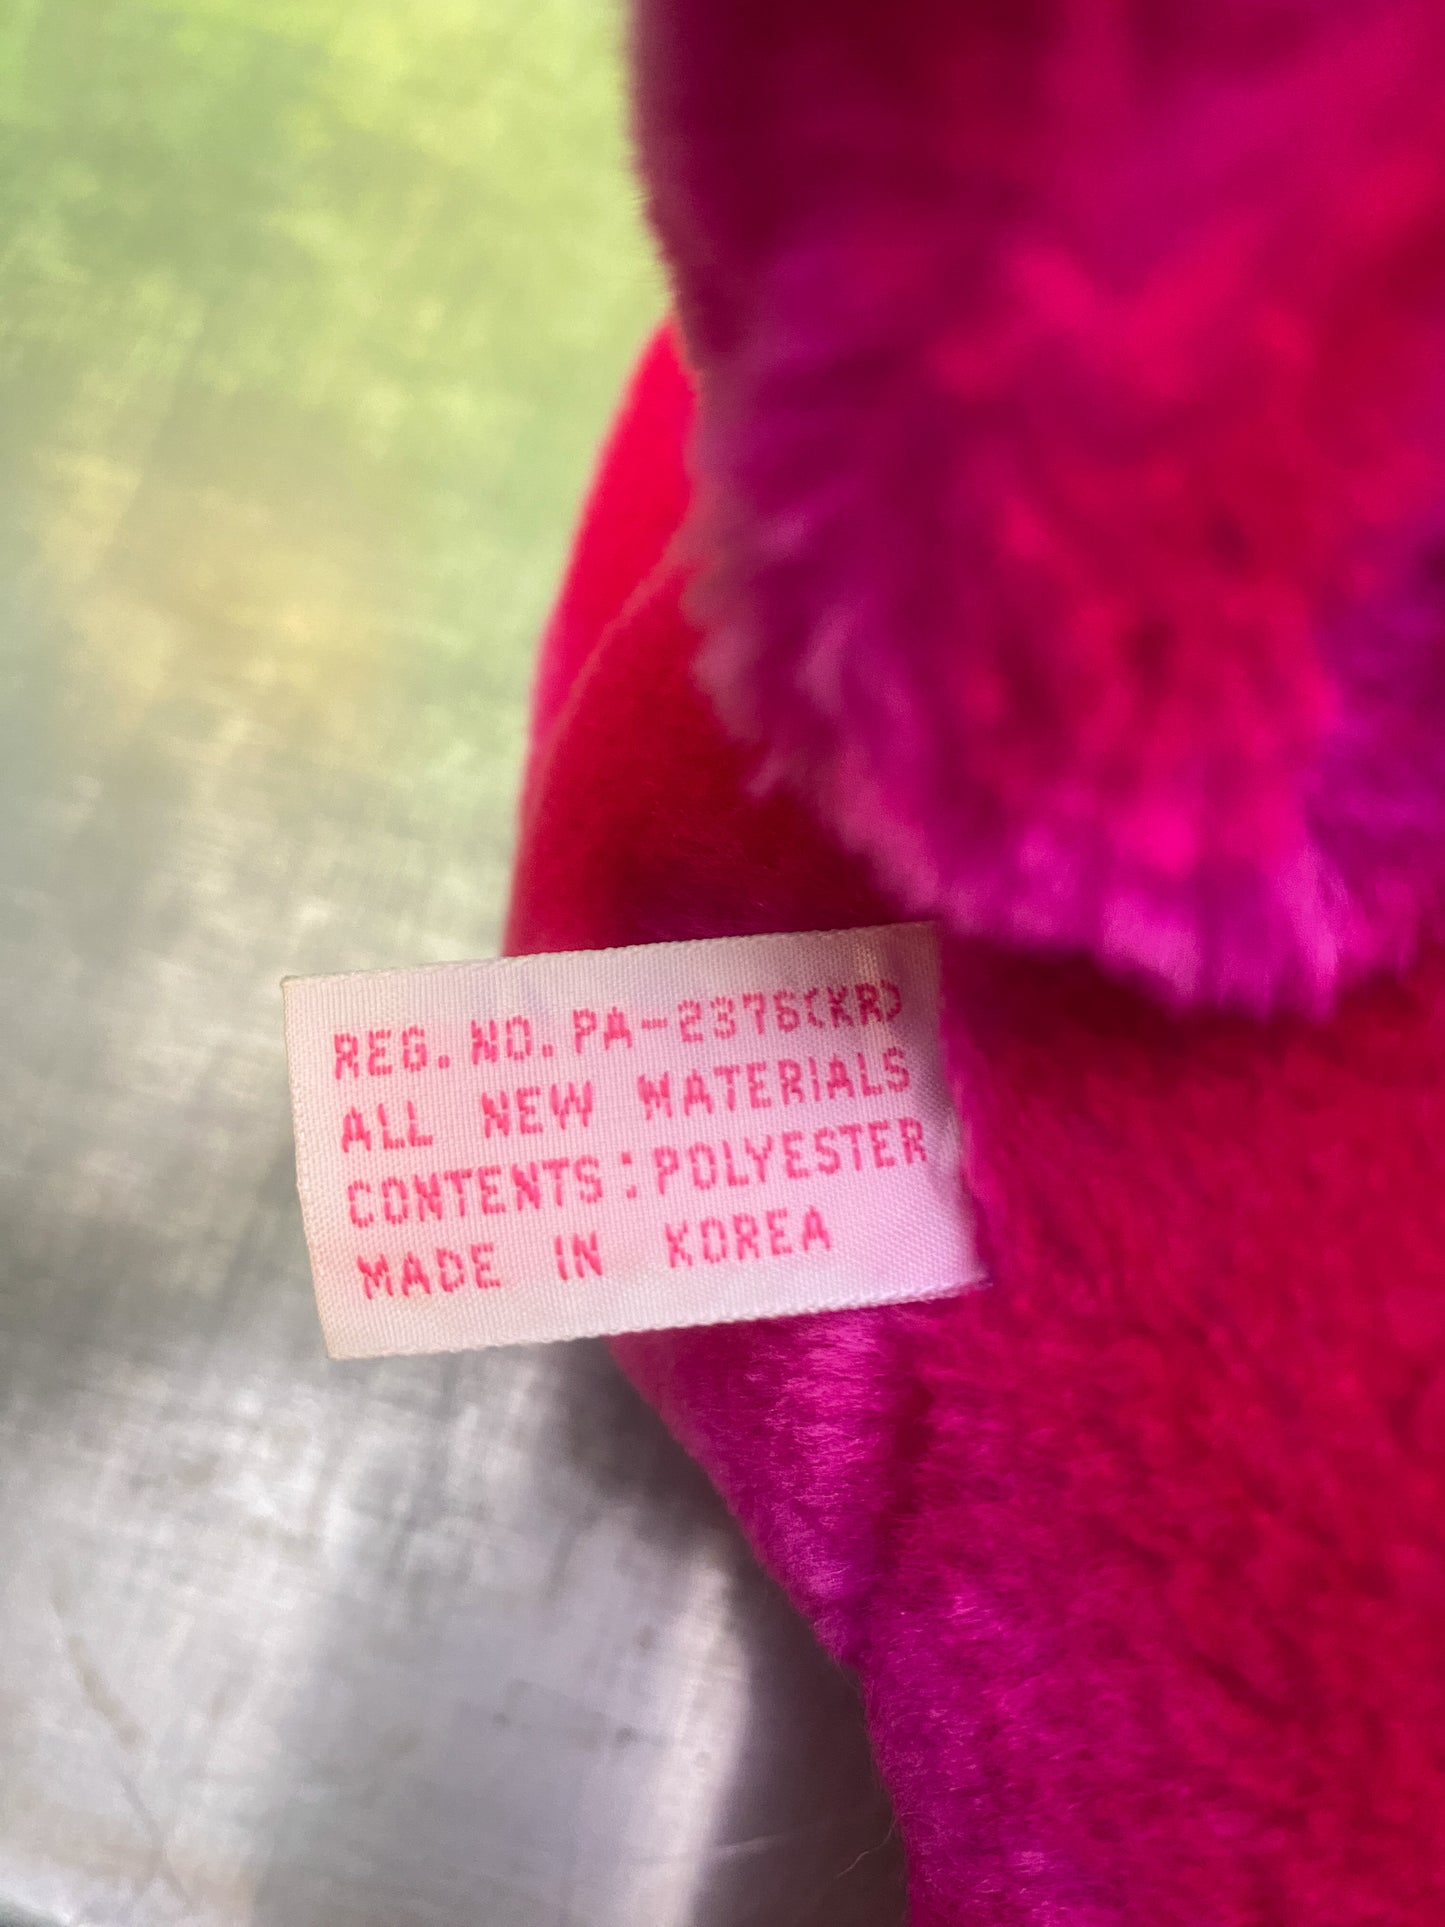 REG. NO. PA-2376(KR)
ALL NEW MATERIALS
CONTENTS: POLYESTER
MADE IN KOREA